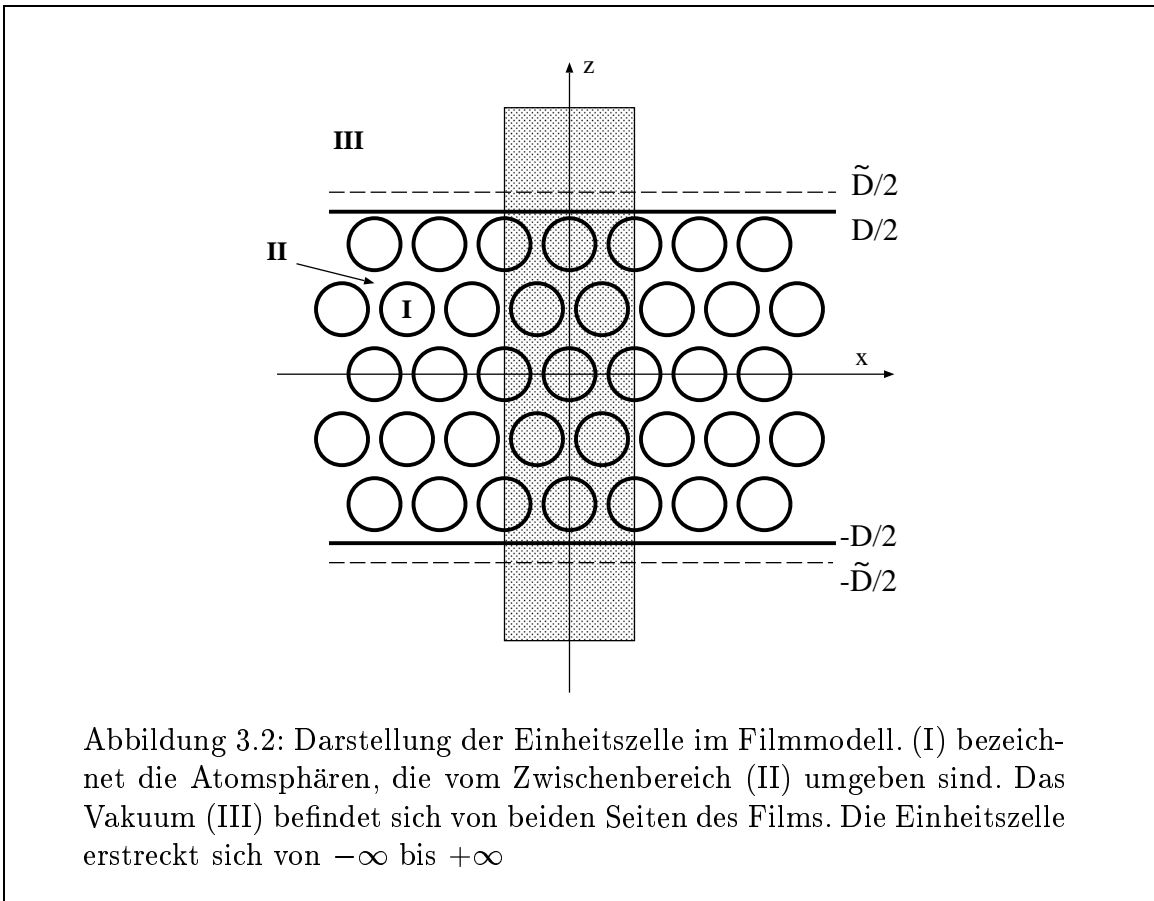 z
III
D̃/2
D/2
II
I
x
-D/2
-D̃/2
Abbildung 3.2: Darstellung der Einheitszelle im Filmmodell. (I) bezeich-
net die Atomsphären, die vom Zwischenbereich (II) umgeben sind. Das
Vakuum (III) befindet sich von beiden Seiten des Films. Die Einheitszelle
erstreckt sich von −∞ bis +∞